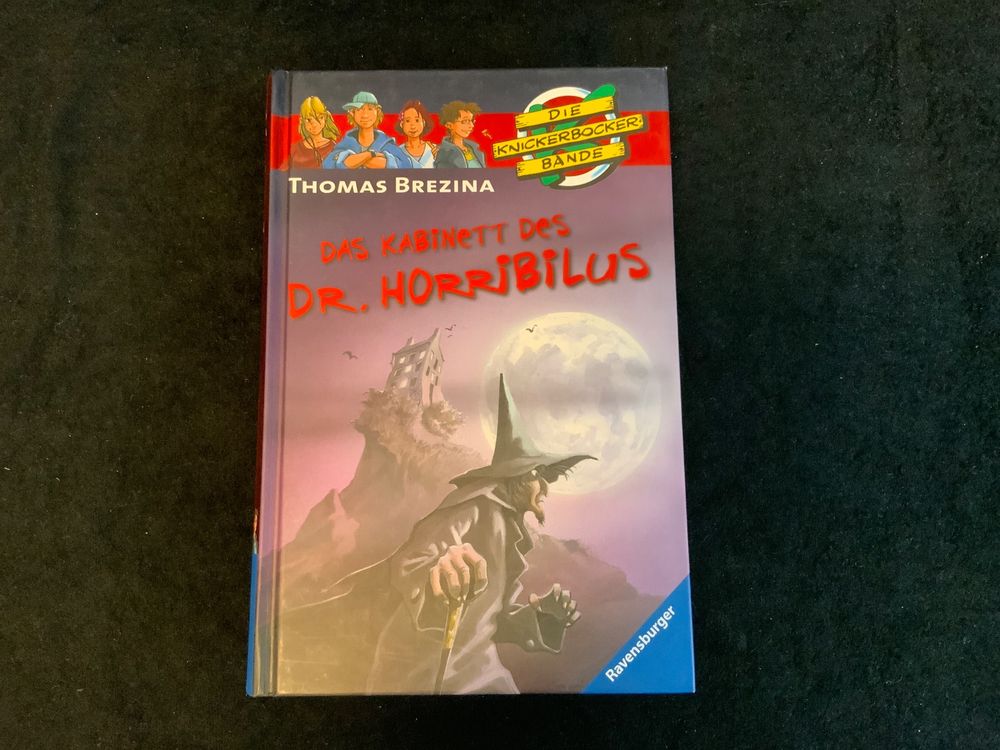 DIE
KNICKERBOCKER-
BANDE
THOMAS BREZINA
DAS KABINETT DES
DR. HORRIBILUS
Ravensburger